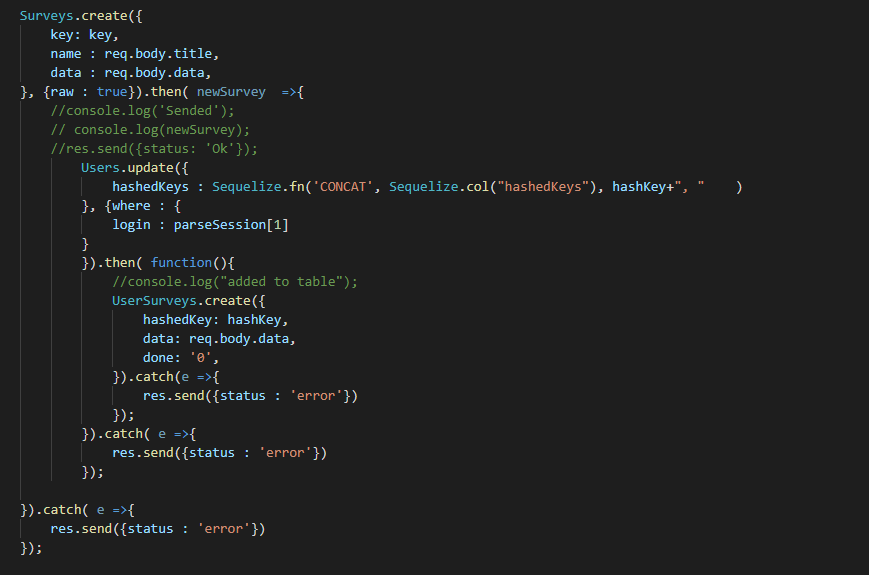 Surveys.create({
key: key,
name : req.body.title,
data : req.body.data,
}, {raw : true}).then( newSurvey  =>{
//console.log('Sended');
// console.log(newSurvey);
//res.send({status: 'Ok'});
Users.update({
hashedKeys : Sequelize.fn('CONCAT', Sequelize.col("hashedKeys"), hashKey+", "    )
}, {where : {
login : parseSession[1]
}
}).then( function(){
//console.log("added to table");
UserSurveys.create({
hashedKey: hashKey,
data: req.body.data,
done: '0',
}).catch(e =>{
res.send({status : 'error'})
});
}).catch( e =>{
res.send({status : 'error'})
});
}).catch( e =>{
res.send({status : 'error'})
});